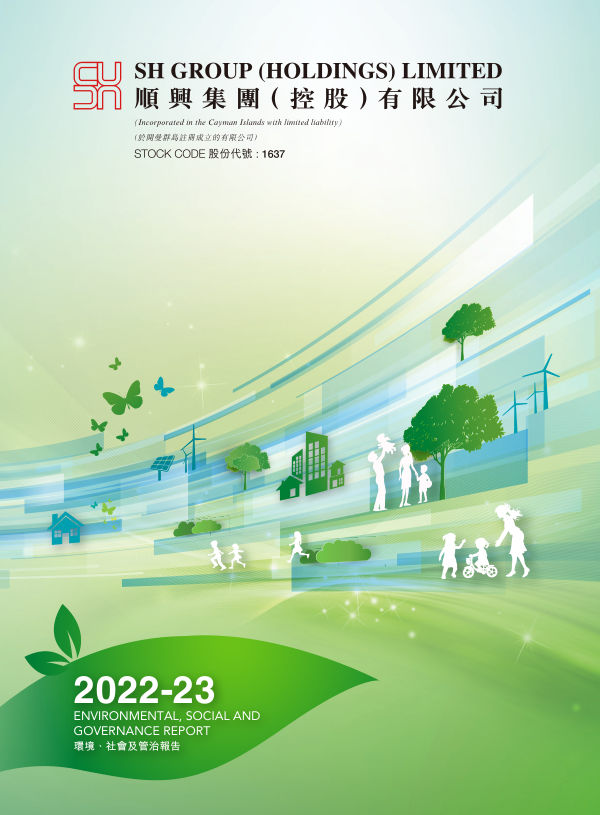 SH GROUP (HOLDINGS) LIMITED
順興集團(控股)有限公司
(Incorporated in the Cayman Islands with limited liability)
(於開曼群島註冊成立的有限公司)
STOCK CODE 股份代號 : 1637
2022-23
ENVIRONMENTAL, SOCIAL AND
GOVERNANCE REPORT
環境、社會及管治報告